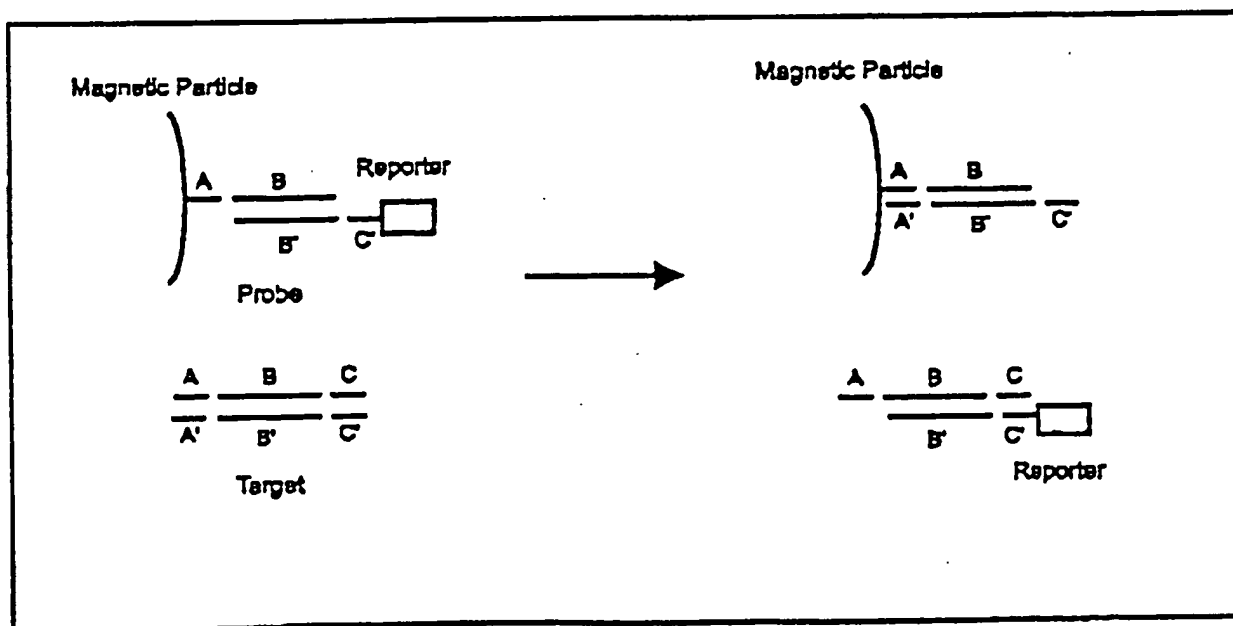 Magnetic Particle
A B Reporter
B' C'
Probe
A B C
A' B' C'
Target
Magnetic Particle
A B
A' B' C'
A B C
B' C'
Reporter